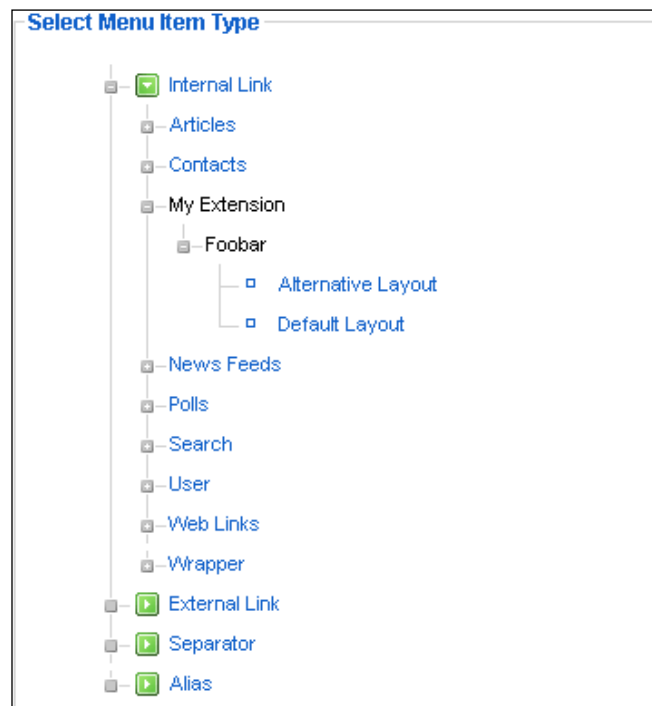 Select Menu Item Type
Internal Link
Articles
Contacts
My Extension
Foobar
Alternative Layout
Default Layout
News Feeds
Polls
Search
User
Web Links
Wrapper
External Link
Separator
Alias